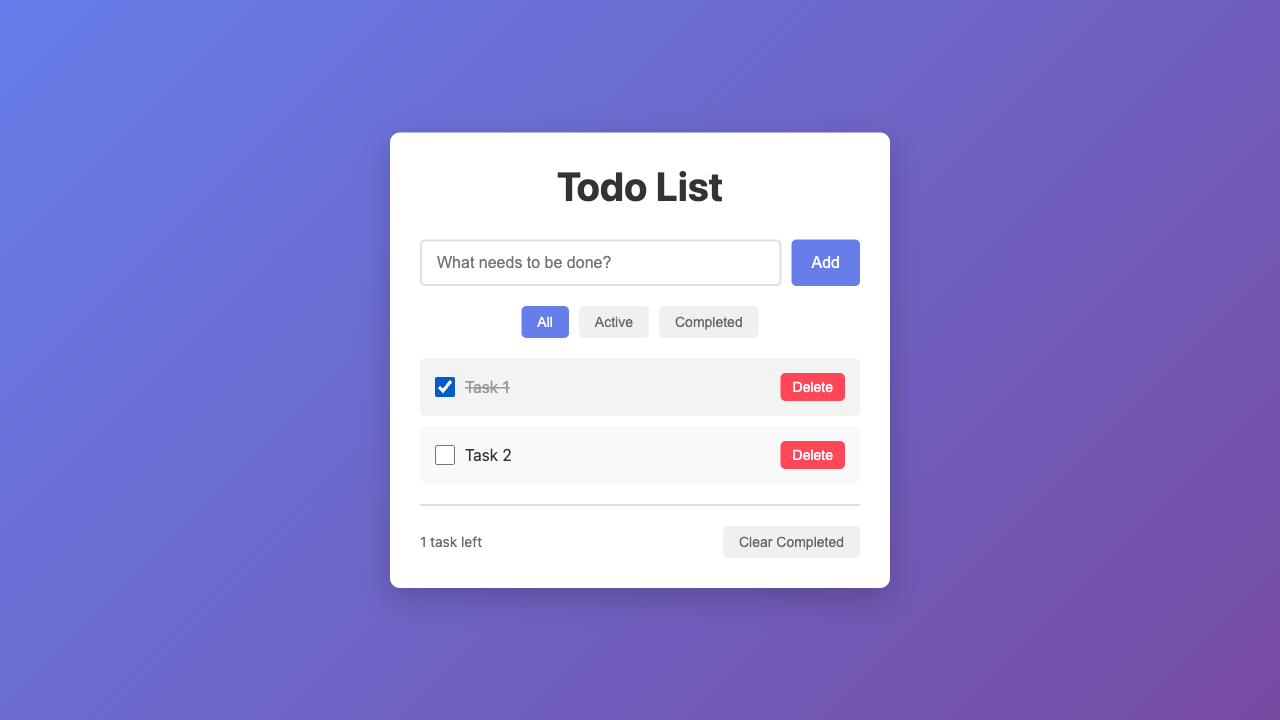 Todo List
What needs to be done?
Add
All
Active
Completed
Task 1
Delete
Task 2
Delete
1 task left
Clear Completed